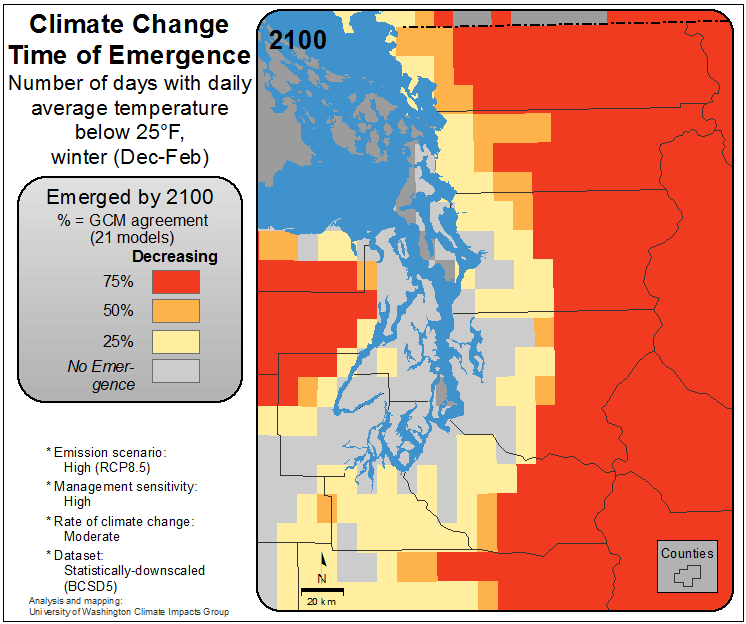 Climate Change
Time of Emergence
Number of days with daily
average temperature
below 25°F,
winter (Dec-Feb)
Emerged by 2100
% = GCM agreement
(21 models)
Decreasing
75%
50%
25%
No Emer-
gence
* Emission scenario:
High (RCP8.5)
* Management sensitivity:
High
* Rate of climate change:
Moderate
* Dataset:
Statistically-downscaled
(BCSD5)
Analysis and mapping:
University of Washington Climate Impacts Group
2100
N
20 km
Counties